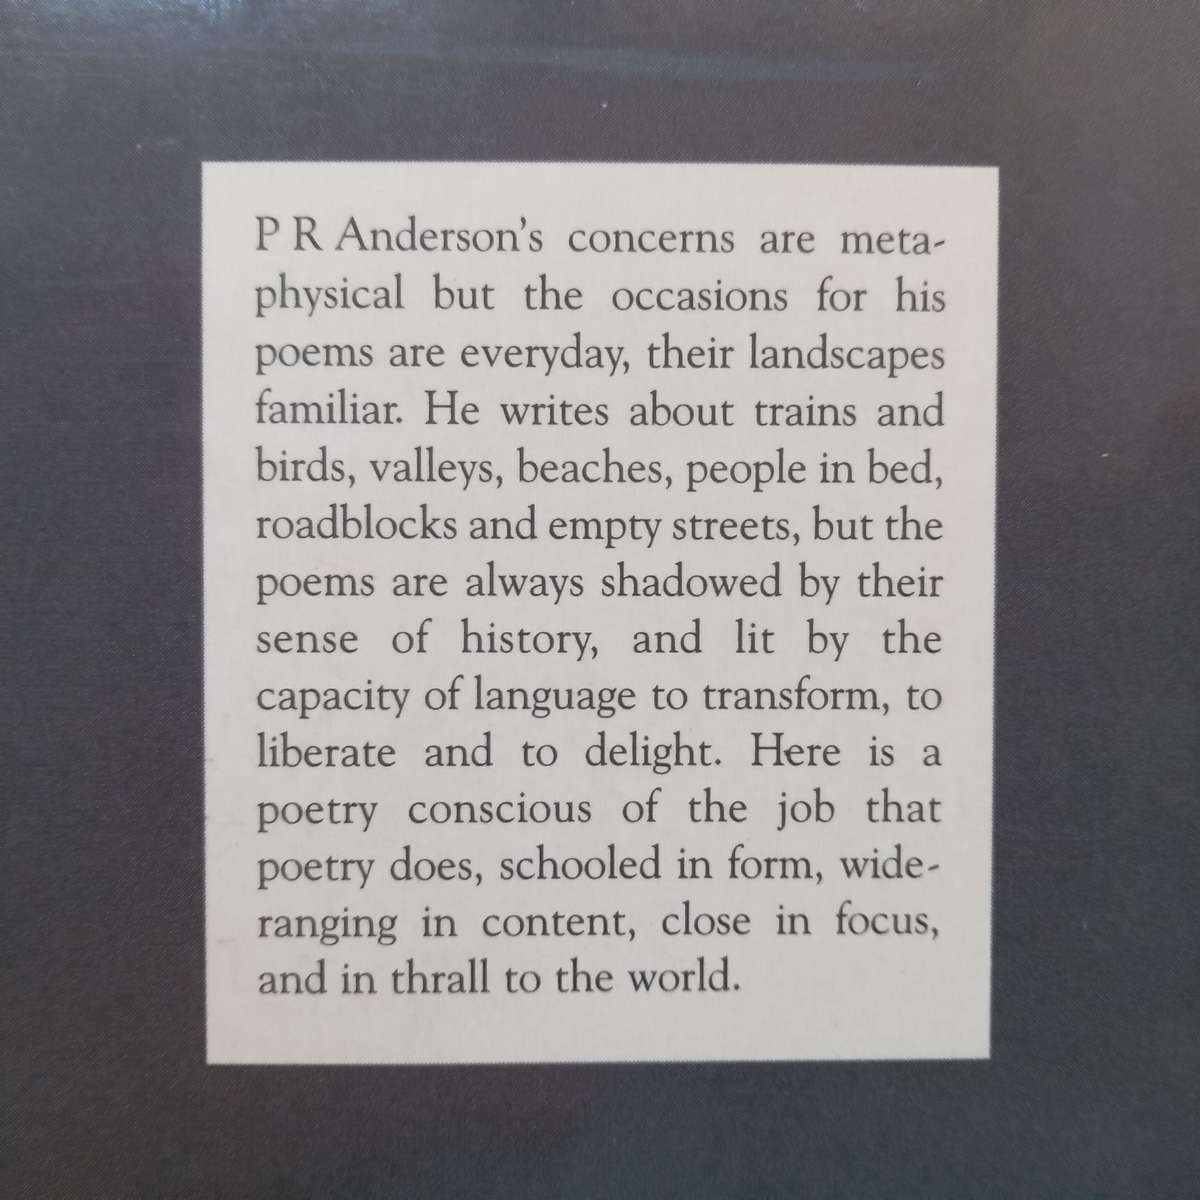 P R Anderson's concerns are meta-
physical but the occasions for his
poems are everyday, their landscapes
familiar. He writes about trains and
birds, valleys, beaches, people in bed,
roadblocks and empty streets, but the
poems are always shadowed by their
sense of history, and lit by the
capacity of language to transform, to
liberate and to delight. Here is a
poetry conscious of the job that
poetry does, schooled in form, wide-
ranging in content, close in focus,
and in thrall to the world.